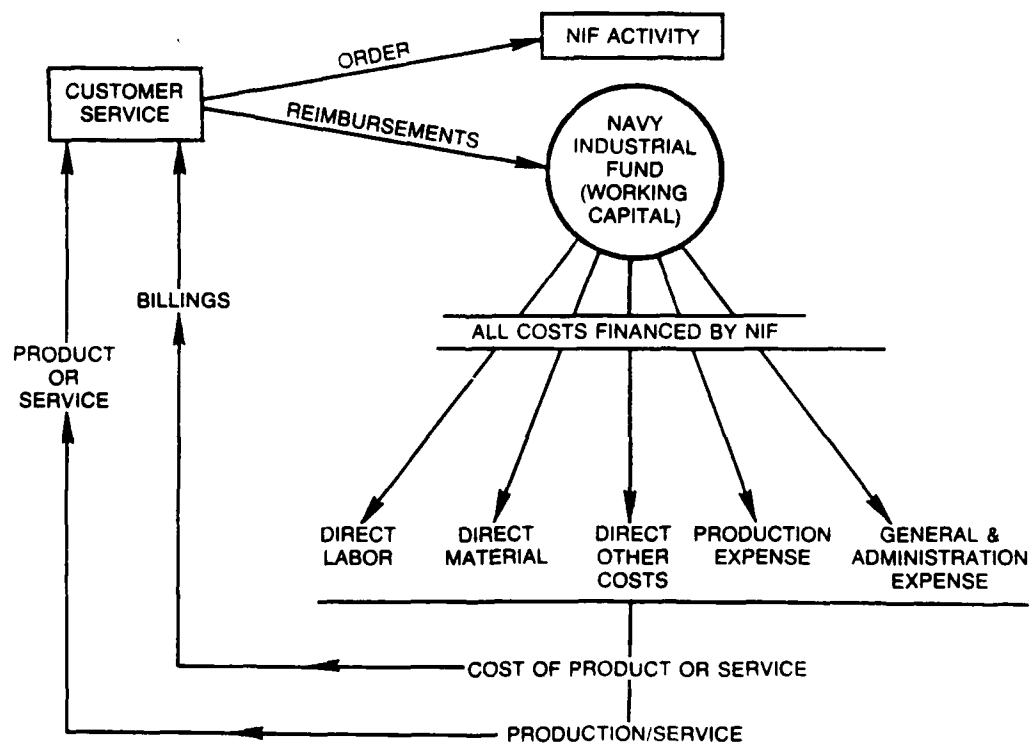 NIF ACTIVITY
ORDER
CUSTOMER
SERVICE
REIMBURSEMENTS
NAVY
INDUSTRIAL
FUND
(WORKING
CAPITAL)
BILLINGS
ALL COSTS FINANCED BY NIF
PRODUCT
OR
SERVICE
DIRECT
LABOR
DIRECT
MATERIAL
DIRECT
OTHER
COSTS
PRODUCTION
EXPENSE
GENERAL &
ADMINISTRATION
EXPENSE
COST OF PRODUCT OR SERVICE
PRODUCTION/SERVICE